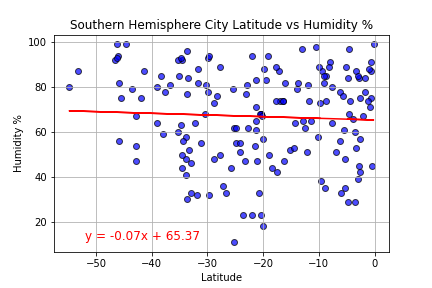 Southern Hemisphere City Latitude vs Humidity %
100
80
60
40
20
Humidity %
y = -0.07x + 65.37
−50 −40 −30 −20 −10 0
Latitude